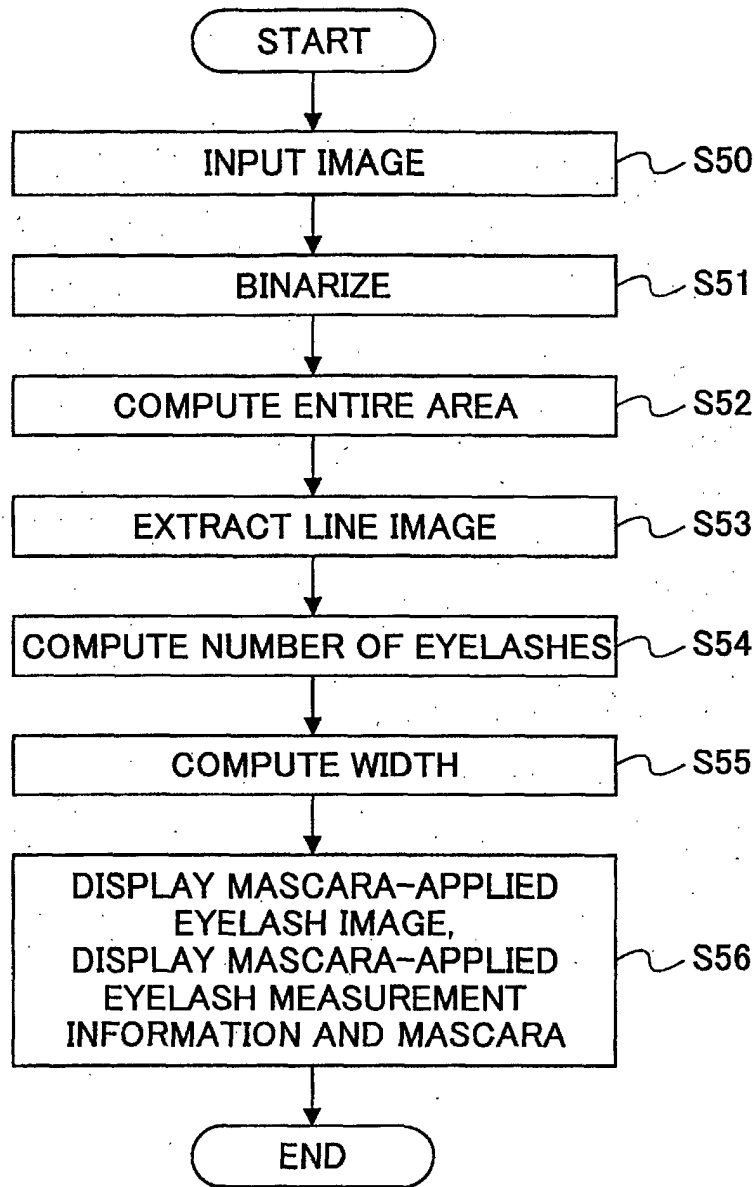 START
INPUT IMAGE
S50
BINARIZE
S51
COMPUTE ENTIRE AREA
S52
EXTRACT LINE IMAGE
S53
COMPUTE NUMBER OF EYELASHES
S54
COMPUTE WIDTH
S55
DISPLAY MASCARA-APPLIED
EYELASH IMAGE,
DISPLAY MASCARA-APPLIED
EYELASH MEASUREMENT
INFORMATION AND MASCARA
S56
END